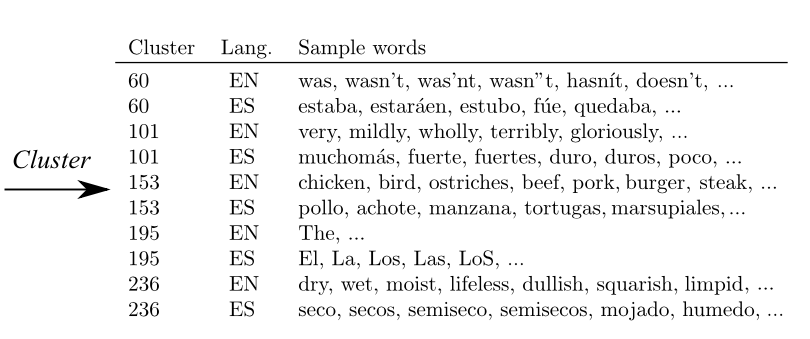 Cluster Lang. Sample words
60 EN was, wasn't, was'nt, wasn"t, hasnít, doesn't, ...
60 ES estaba, estaráen, estubo, fúe, quedaba, ...
101 EN very, mildly, wholly, terribly, gloriously, ...
101 ES muchomás, fuerte, fuertes, duro, duros, poco, ...
Cluster
153 EN chicken, bird, ostriches, beef, pork, burger, steak, ...
153 ES pollo, achote, manzana, tortugas, marsupiales, ...
195 EN The, ...
195 ES El, La, Los, Las, LoS, ...
236 EN dry, wet, moist, lifeless, dullish, squarish, limpid, ...
236 ES seco, secos, semiseco, semisecos, mojado, humedo, ...